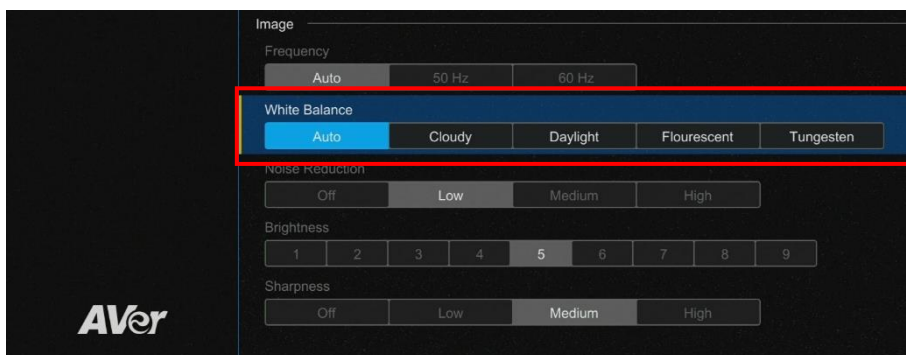 Image
Frequency
Auto 50 Hz 60 Hz
White Balance
Auto Cloudy Daylight Flourescent Tungesten
Noise Reduction
Off Low Medium High
Brightness
1 2 3 4 5 6 7 8 9
Sharpness
Off Low Medium High
AVer